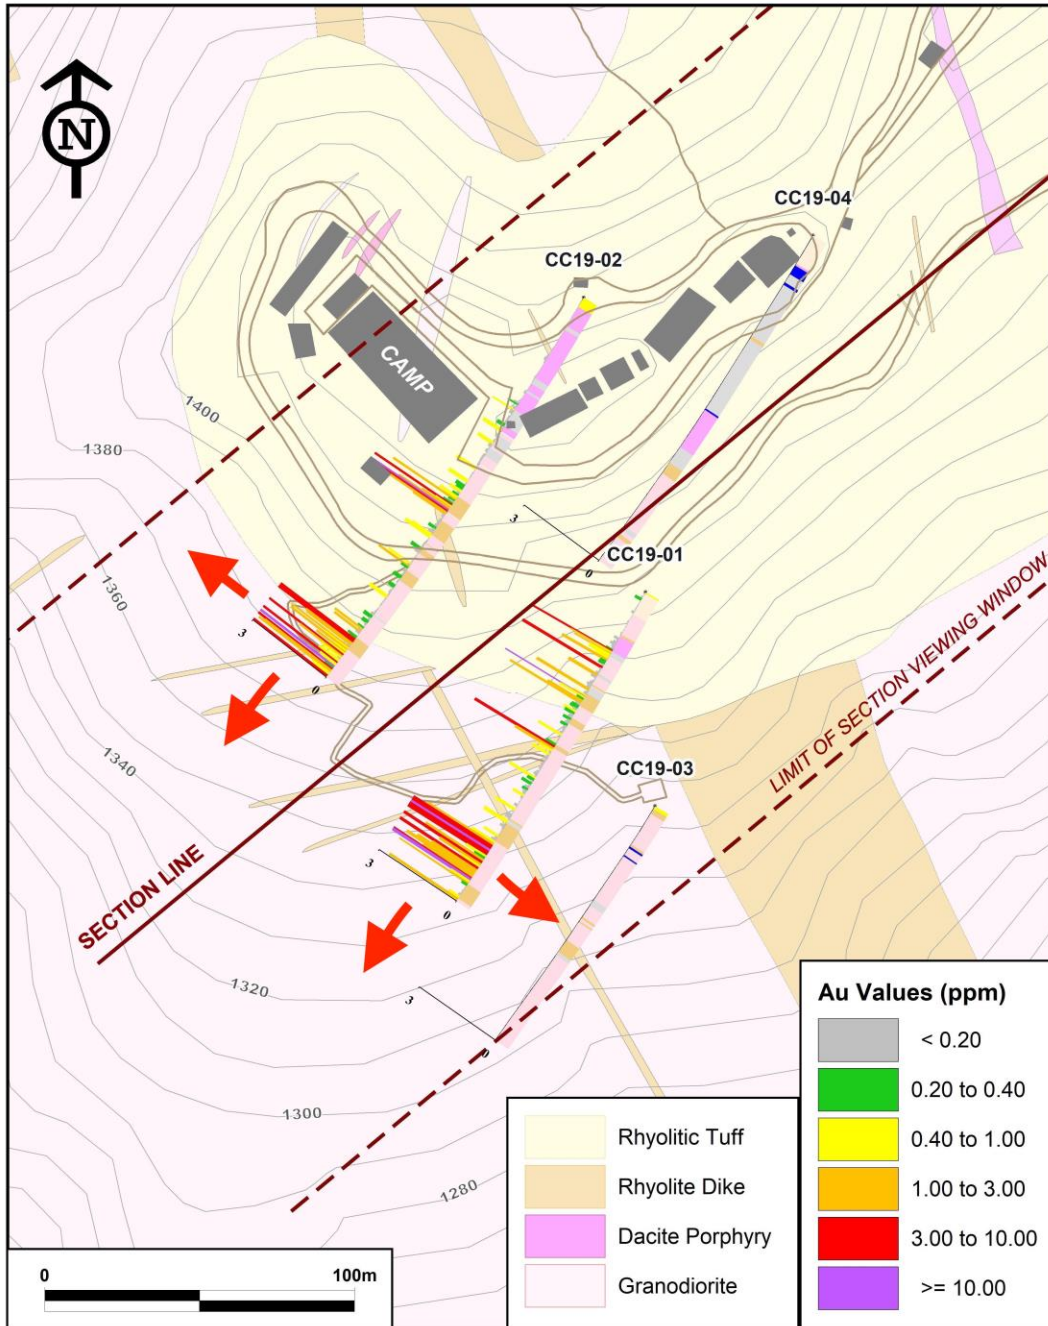 N
CC19-04
CC19-02
CAMP
1400
1380
3
0
CC19-01
1360
3
0
LIMIT OF SECTION VIEWING WINDOW
1340
CC19-03
SECTION LINE
3
0
1320
3
0
1300
1280
Au Values (ppm)
< 0.20
0.20 to 0.40
0.40 to 1.00
1.00 to 3.00
3.00 to 10.00
>= 10.00
Rhyolitic Tuff
Rhyolite Dike
Dacite Porphyry
Granodiorite
0 100m